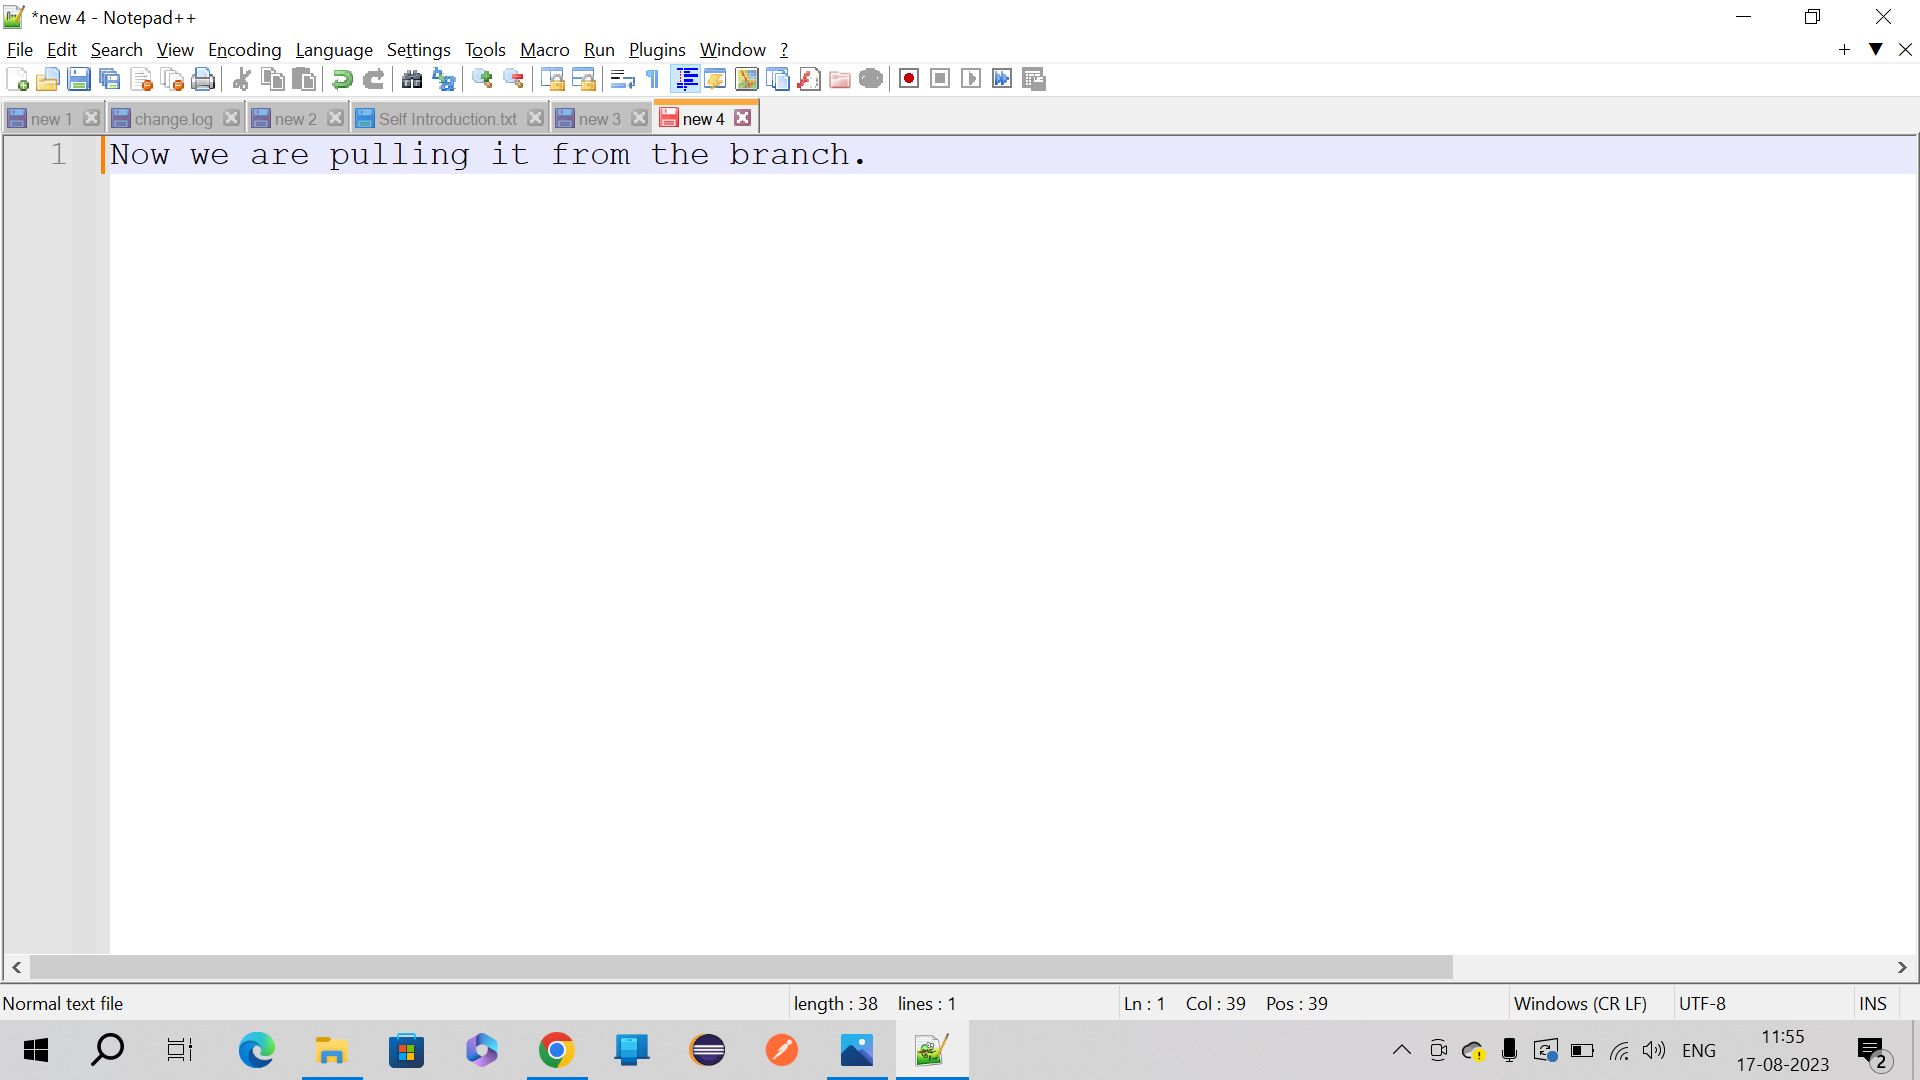 *new 4 - Notepad++
File Edit Search View Encoding Language Settings Tools Macro Run Plugins Window ?
new 1 change.log new 2 Self Introduction.txt new 3 new 4
1 Now we are pulling it from the branch.
Normal text file length : 38 lines : 1 Ln : 1 Col : 39 Pos : 39 Windows (CR LF) UTF-8 INS
ENG
11:55
17-08-2023
2